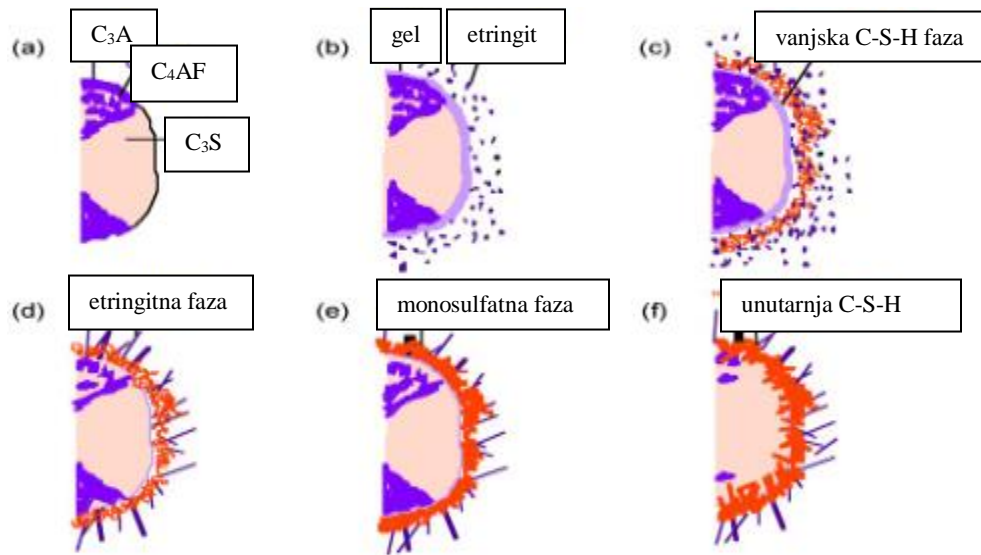 (a)
C₃A
C₄AF
C₃S
(b)
gel
etringit
(c)
vanjska C-S-H faza
(d)
etringitna faza
(e)
monosulfatna faza
(f)
unutarnja C-S-H